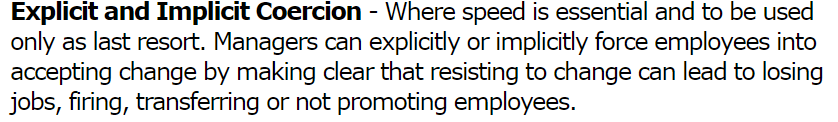 Explicit and Implicit Coercion - Where speed is essential and to be used
only as last resort. Managers can explicitly or implicitly force employees into
accepting change by making clear that resisting to change can lead to losing
jobs, firing, transferring or not promoting employees.